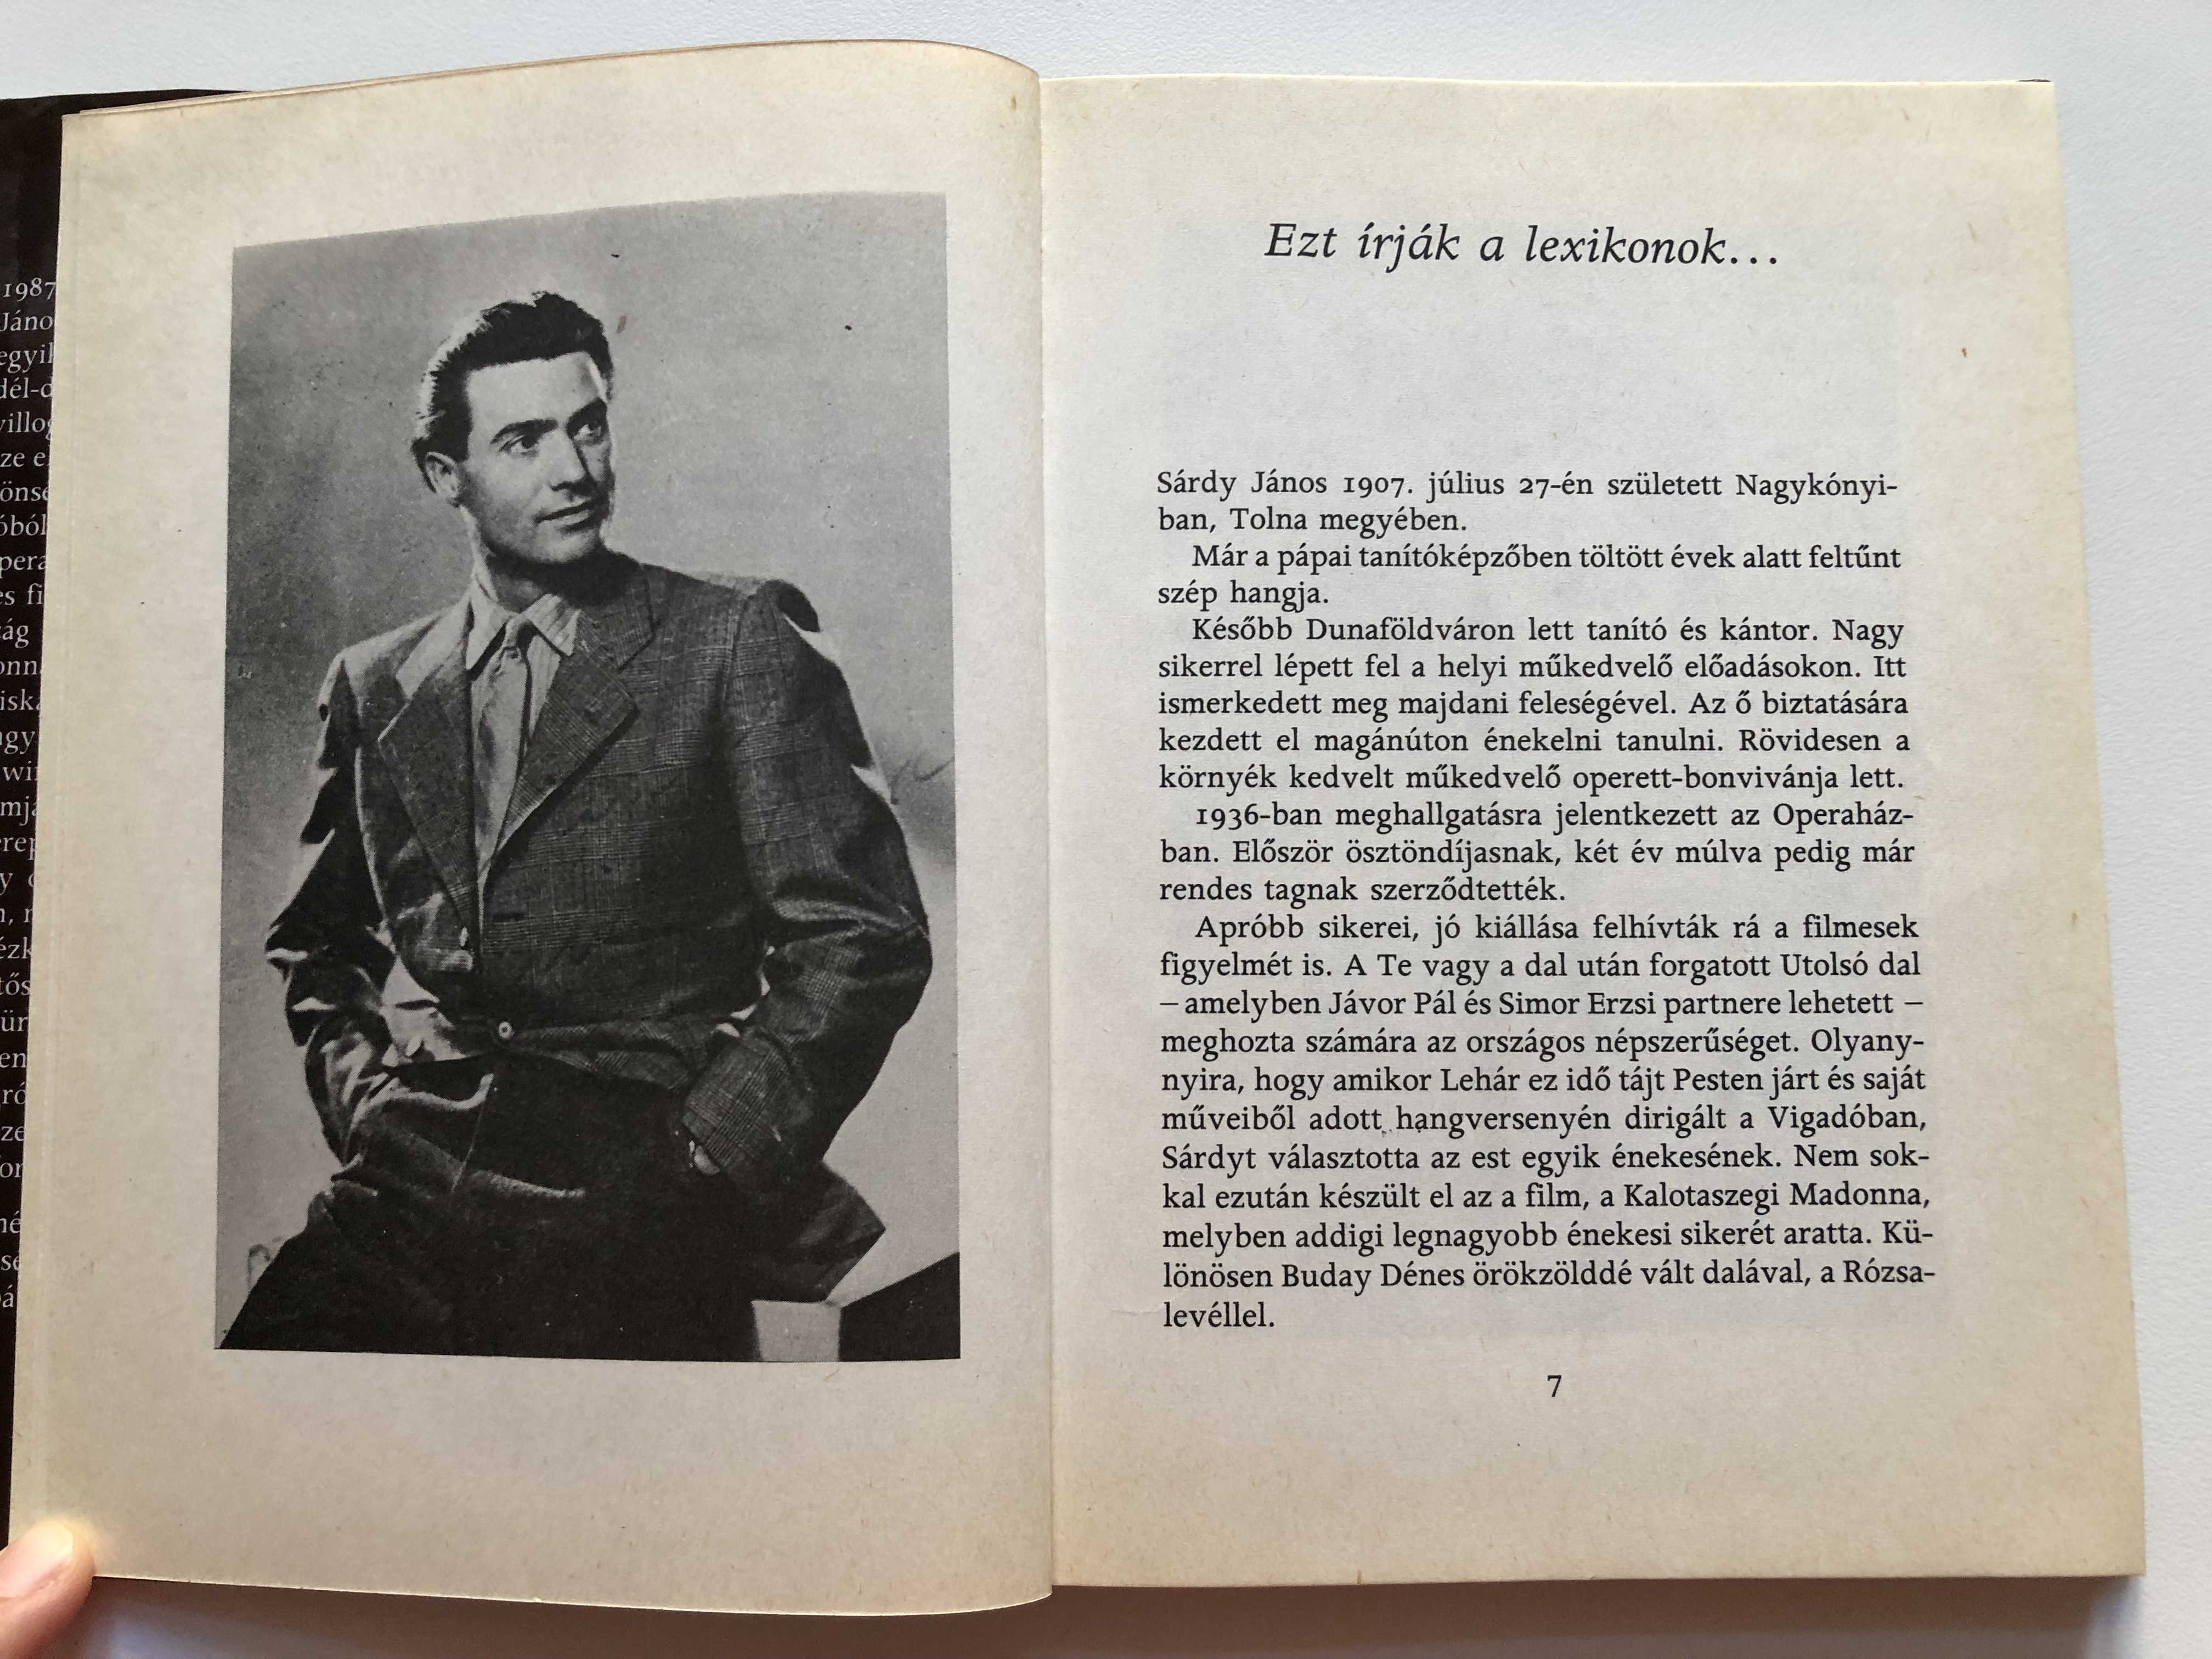 1987
Ezt írják a lexikonok...
Sárdy János 1907. július 27-én született Nagykónyi-
ban, Tolna megyében.
Már a pápai tanítóképzőben töltött évek alatt feltűnt
szép hangja.
Később Dunaföldváron lett tanító és kántor. Nagy
sikerrel lépett fel a helyi műkedvelő előadásokon. Itt
ismerkedett meg majdani feleségével. Az ő biztatására
kezdett el magánúton énekelni tanulni. Rövidesen a
környék kedvelt műkedvelő operett-bonvivánja lett.
1936-ban meghallgatásra jelentkezett az Operaház-
ban. Először ösztöndíjasnak, két év múlva pedig már
rendes tagnak szerződtették.
Apróbb sikerei, jó kiállása felhívták rá a filmesek
figyelmét is. A Te vagy a dal után forgatott Utolsó dal
– amelyben Jávor Pál és Simor Erzsi partnere lehetett –
meghozta számára az országos népszerűséget. Olyany-
nyira, hogy amikor Lehár ez idő tájt Pesten járt és saját
műveiből adott hangversenyén dirigált a Vigadóban,
Sárdyt választotta az est egyik énekesének. Nem sok-
kal ezután készült el az a film, a Kalotaszegi Madonna,
melyben addigi legnagyobb énekesi sikerét aratta. Kü-
lönösen Buday Dénes örökzölddé vált dalával, a Rózsa-
levéllel.
7